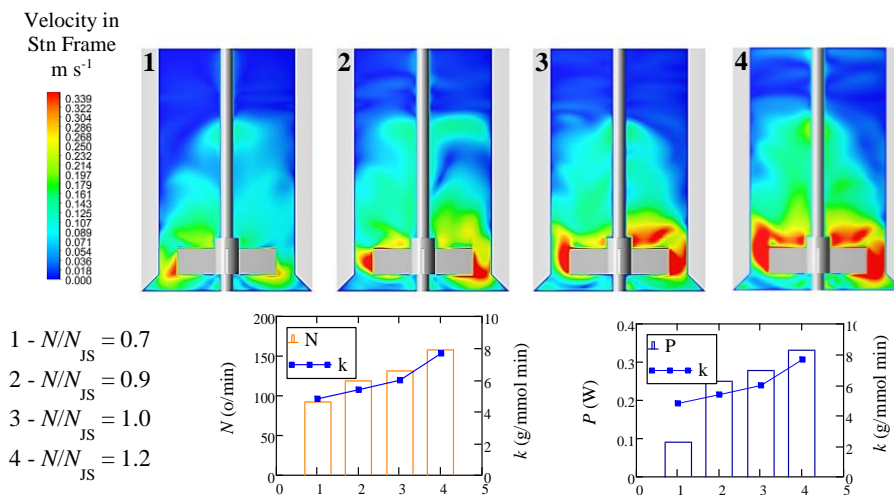 Velocity in
Stn Frame
m s⁻¹
0.339
0.322
0.304
0.286
0.268
0.250
0.232
0.214
0.197
0.179
0.161
0.143
0.125
0.107
0.089
0.071
0.054
0.036
0.018
0.000
1
2
3
4
1 - N/N_JS = 0.7
2 - N/N_JS = 0.9
3 - N/N_JS = 1.0
4 - N/N_JS = 1.2
N
k
N (o/min)
200
150
100
50
0
k (g/mmol min)
10
8
6
4
2
0
0 1 2 3 4 5
P
k
P (W)
0.4
0.3
0.2
0.1
0
k (g/mmol min)
10
8
6
4
2
0
0 1 2 3 4 5